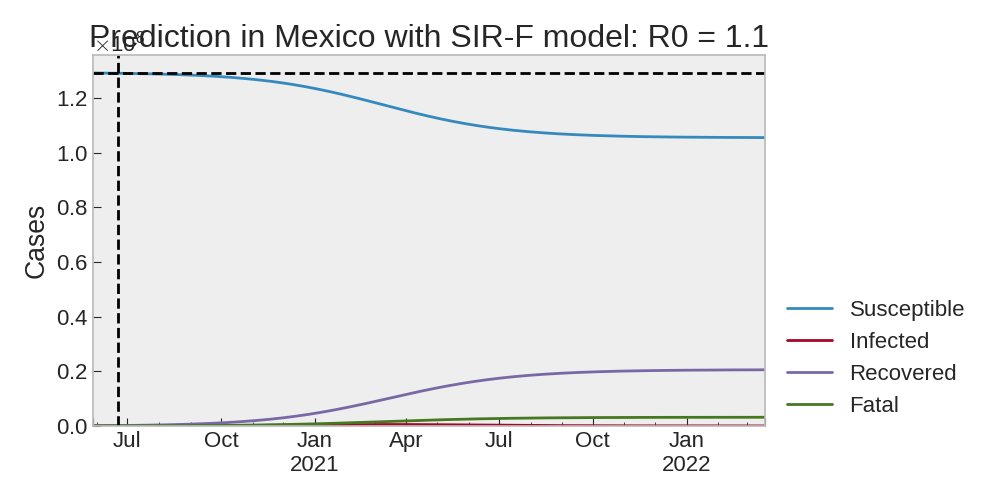 Prediction in Mexico with SIR-F model: R0 = 1.1
×10⁸
Cases
1.2
1.0
0.8
0.6
0.4
0.2
0.0
Jul Oct Jan Apr Jul Oct Jan
2021 2022
Susceptible
Infected
Recovered
Fatal